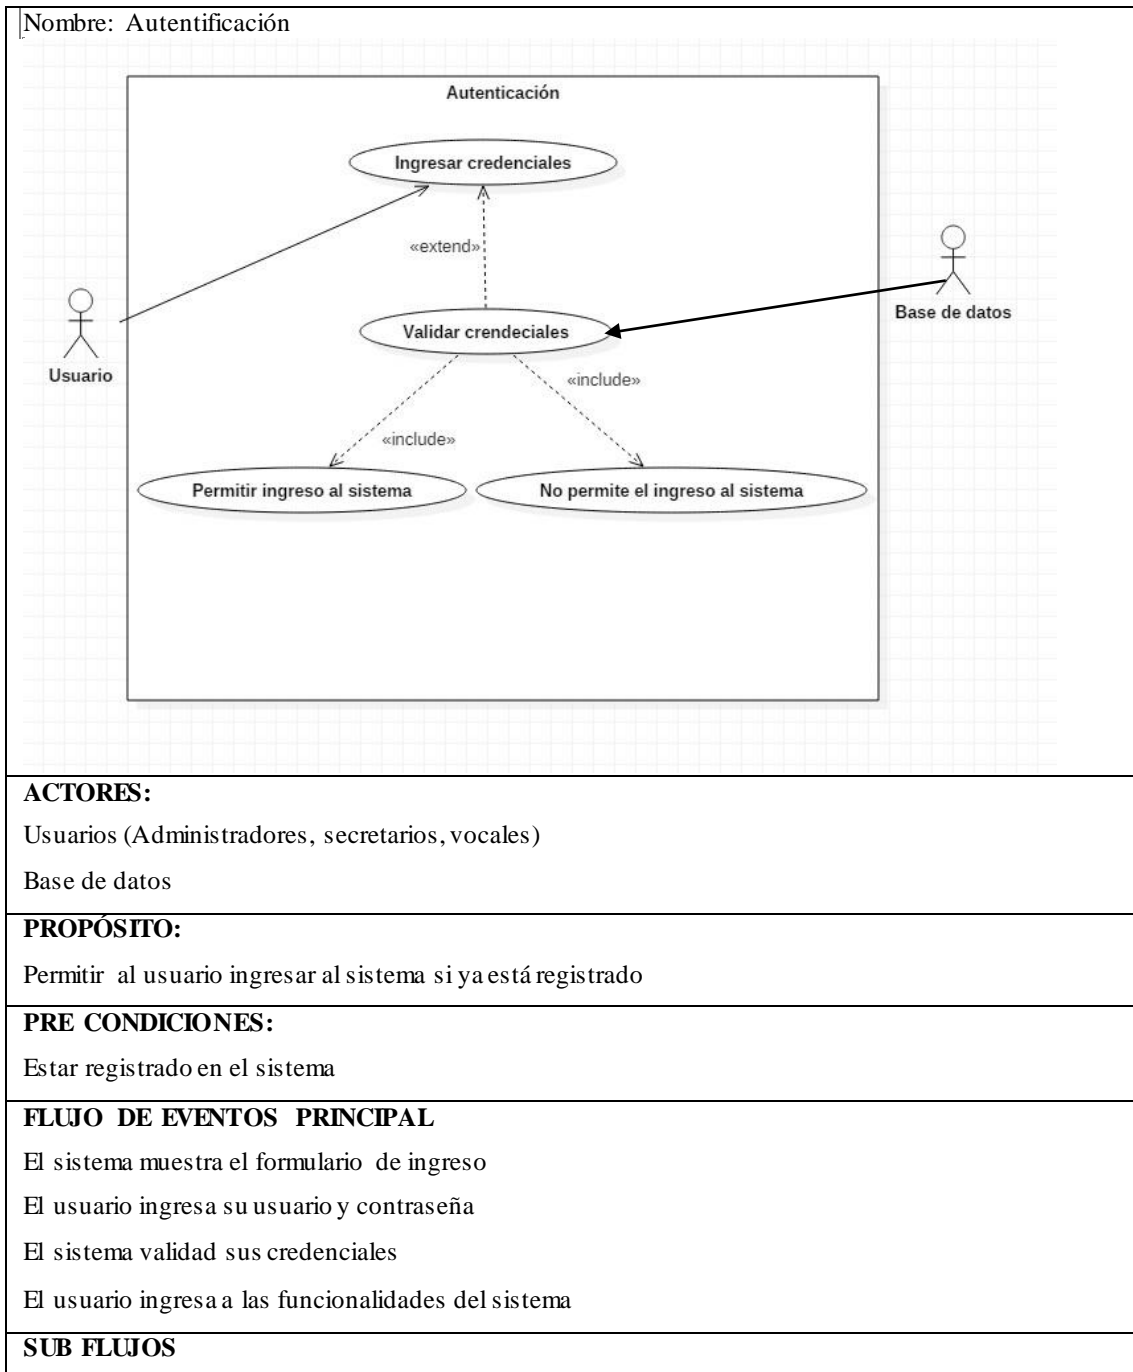 Nombre: Autentificación
Autenticación
Ingresar credenciales
«extend»
Base de datos
Validar crendeciales
Usuario
«include»
«include»
Permitir ingreso al sistema
No permite el ingreso al sistema
ACTORES:
Usuarios (Administradores, secretarios, vocales)
Base de datos
PROPÓSITO:
Permitir al usuario ingresar al sistema si ya está registrado
PRE CONDICIONES:
Estar registrado en el sistema
FLUJO DE EVENTOS PRINCIPAL
El sistema muestra el formulario de ingreso
El usuario ingresa su usuario y contraseña
El sistema validad sus credenciales
El usuario ingresa a las funcionalidades del sistema
SUB FLUJOS